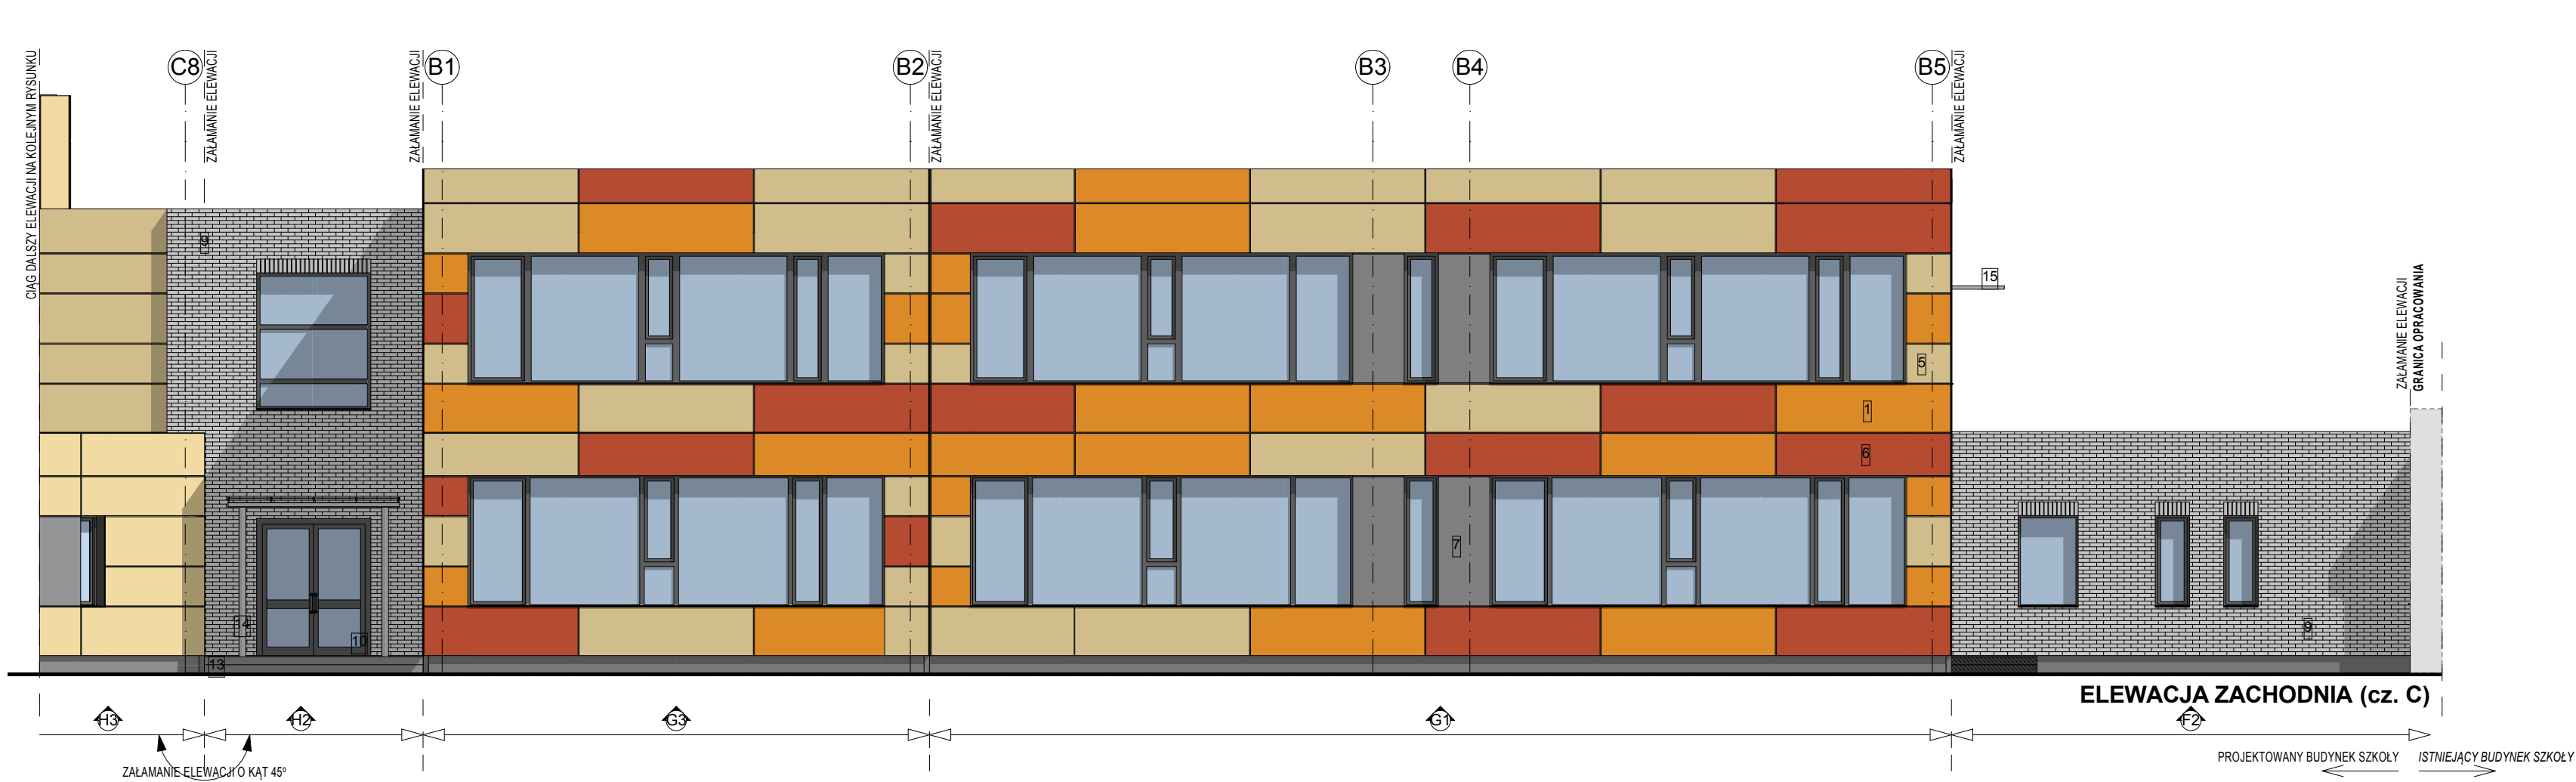 CIĄG DALSZY ELEWACJI NA KOLEJNYM RYSUNKU
C8
ZAŁAMANIE ELEWACJI
ZAŁAMANIE ELEWACJI
B1
B2
ZAŁAMANIE ELEWACJI
B3
B4
B5
ZAŁAMANIE ELEWACJI
9
15
ZAŁAMANIE ELEWACJI
GRANICA OPRACOWANIA
5
1
6
7
14
10
9
13
ELEWACJA ZACHODNIA (cz. C)
H3
H2
G3
G1
F2
ZAŁAMANIE ELEWACJI O KĄT 45º
PROJEKTOWANY BUDYNEK SZKOŁY
ISTNIEJĄCY BUDYNEK SZKOŁY